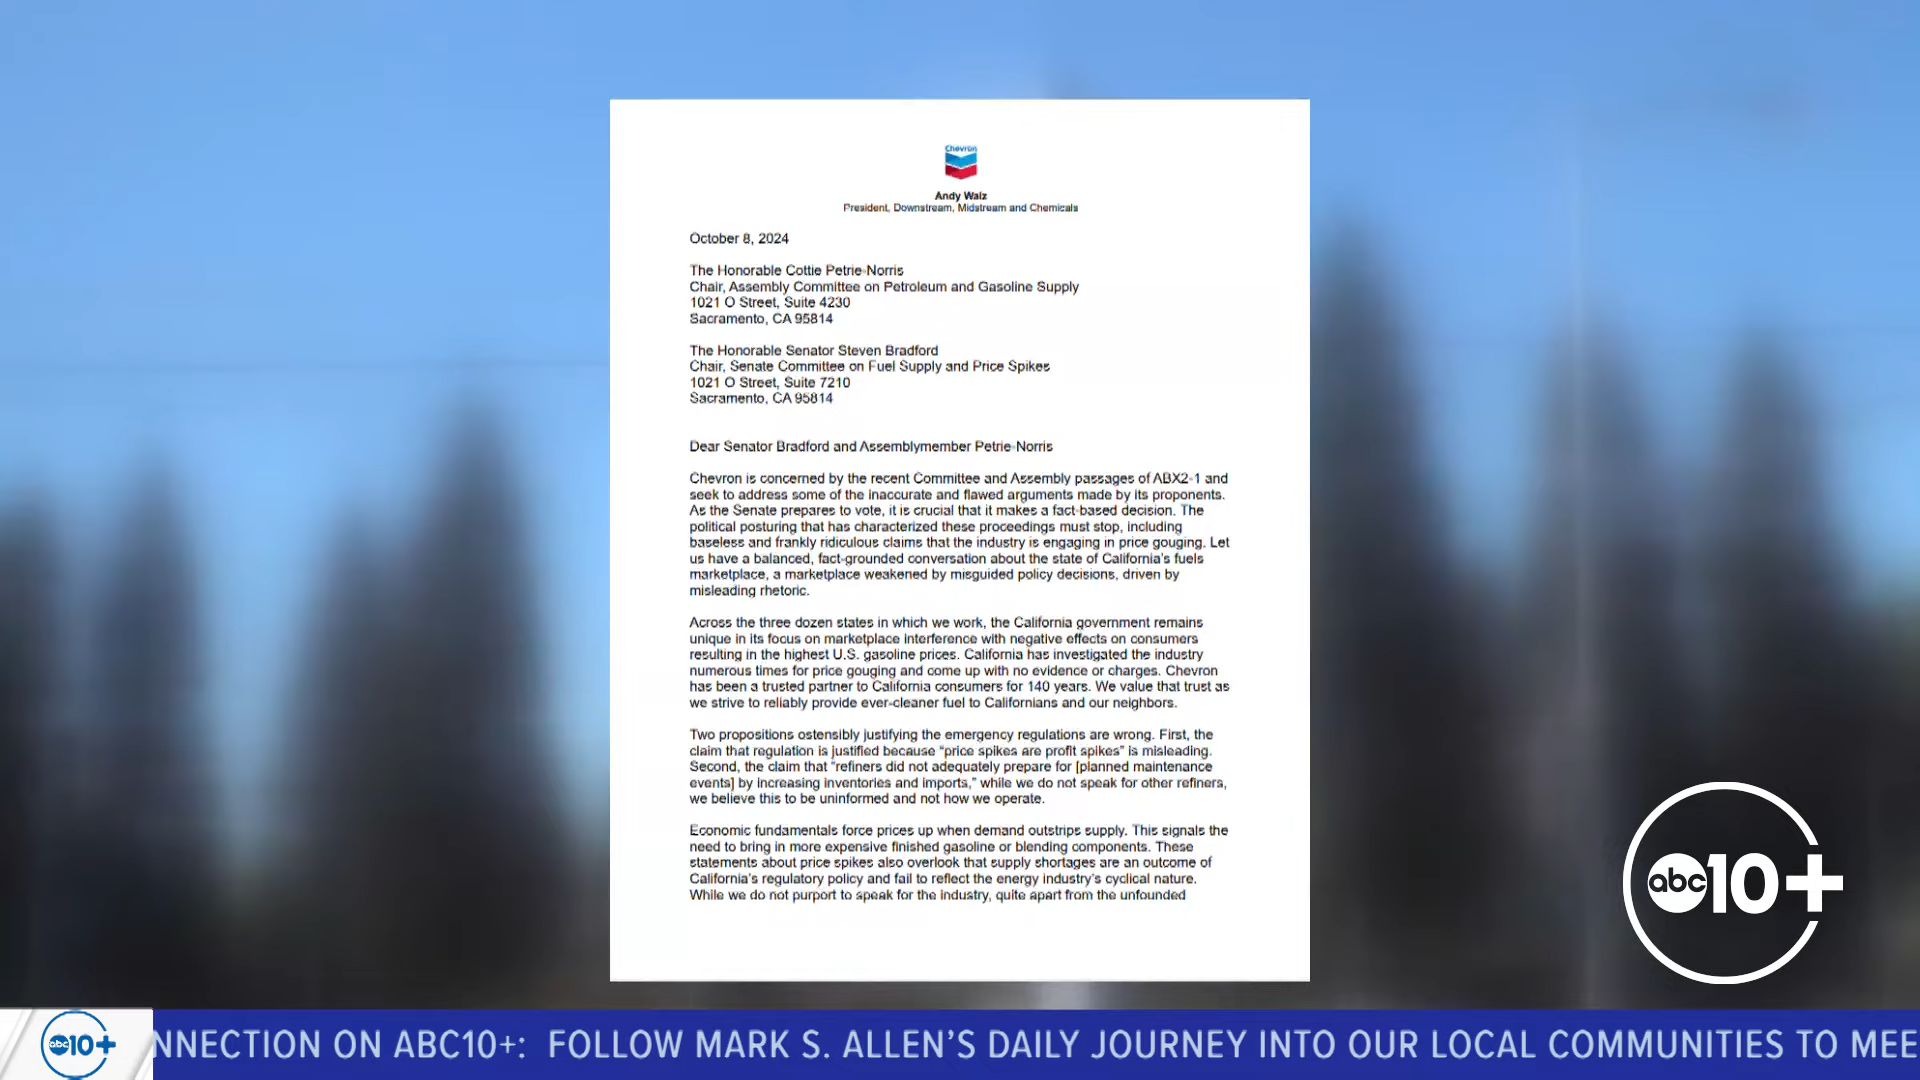 Chevron
Andy Walz
President, Downstream, Midstream and Chemicals
October 8, 2024
The Honorable Cottie Petrie-Norris
Chair, Assembly Committee on Petroleum and Gasoline Supply
1021 O Street, Suite 4230
Sacramento, CA 95814
The Honorable Senator Steven Bradford
Chair, Senate Committee on Fuel Supply and Price Spikes
1021 O Street, Suite 7210
Sacramento, CA 95814
Dear Senator Bradford and Assemblymember Petrie-Norris
Chevron is concerned by the recent Committee and Assembly passages of ABX2-1 and
seek to address some of the inaccurate and flawed arguments made by its proponents.
As the Senate prepares to vote, it is crucial that it makes a fact-based decision. The
political posturing that has characterized these proceedings must stop, including
baseless and frankly ridiculous claims that the industry is engaging in price gouging. Let
us have a balanced, fact-grounded conversation about the state of California's fuels
marketplace, a marketplace weakened by misguided policy decisions, driven by
misleading rhetoric.
Across the three dozen states in which we work, the California government remains
unique in its focus on marketplace interference with negative effects on consumers
resulting in the highest U.S. gasoline prices. California has investigated the industry
numerous times for price gouging and come up with no evidence or charges. Chevron
has been a trusted partner to California consumers for 140 years. We value that trust as
we strive to reliably provide ever-cleaner fuel to Californians and our neighbors.
Two propositions ostensibly justifying the emergency regulations are wrong. First, the
claim that regulation is justified because “price spikes are profit spikes” is misleading.
Second, the claim that “refiners did not adequately prepare for [planned maintenance
events] by increasing inventories and imports,” while we do not speak for other refiners,
we believe this to be uninformed and not how we operate.
Economic fundamentals force prices up when demand outstrips supply. This signals the
need to bring in more expensive finished gasoline or blending components. These
statements about price spikes also overlook that supply shortages are an outcome of
California's regulatory policy and fail to reflect the energy industry's cyclical nature.
While we do not purport to speak for the industry, quite apart from the unfounded
abc10+
abc10+
NNECTION ON ABC10+: FOLLOW MARK S. ALLEN'S DAILY JOURNEY INTO OUR LOCAL COMMUNITIES TO MEE